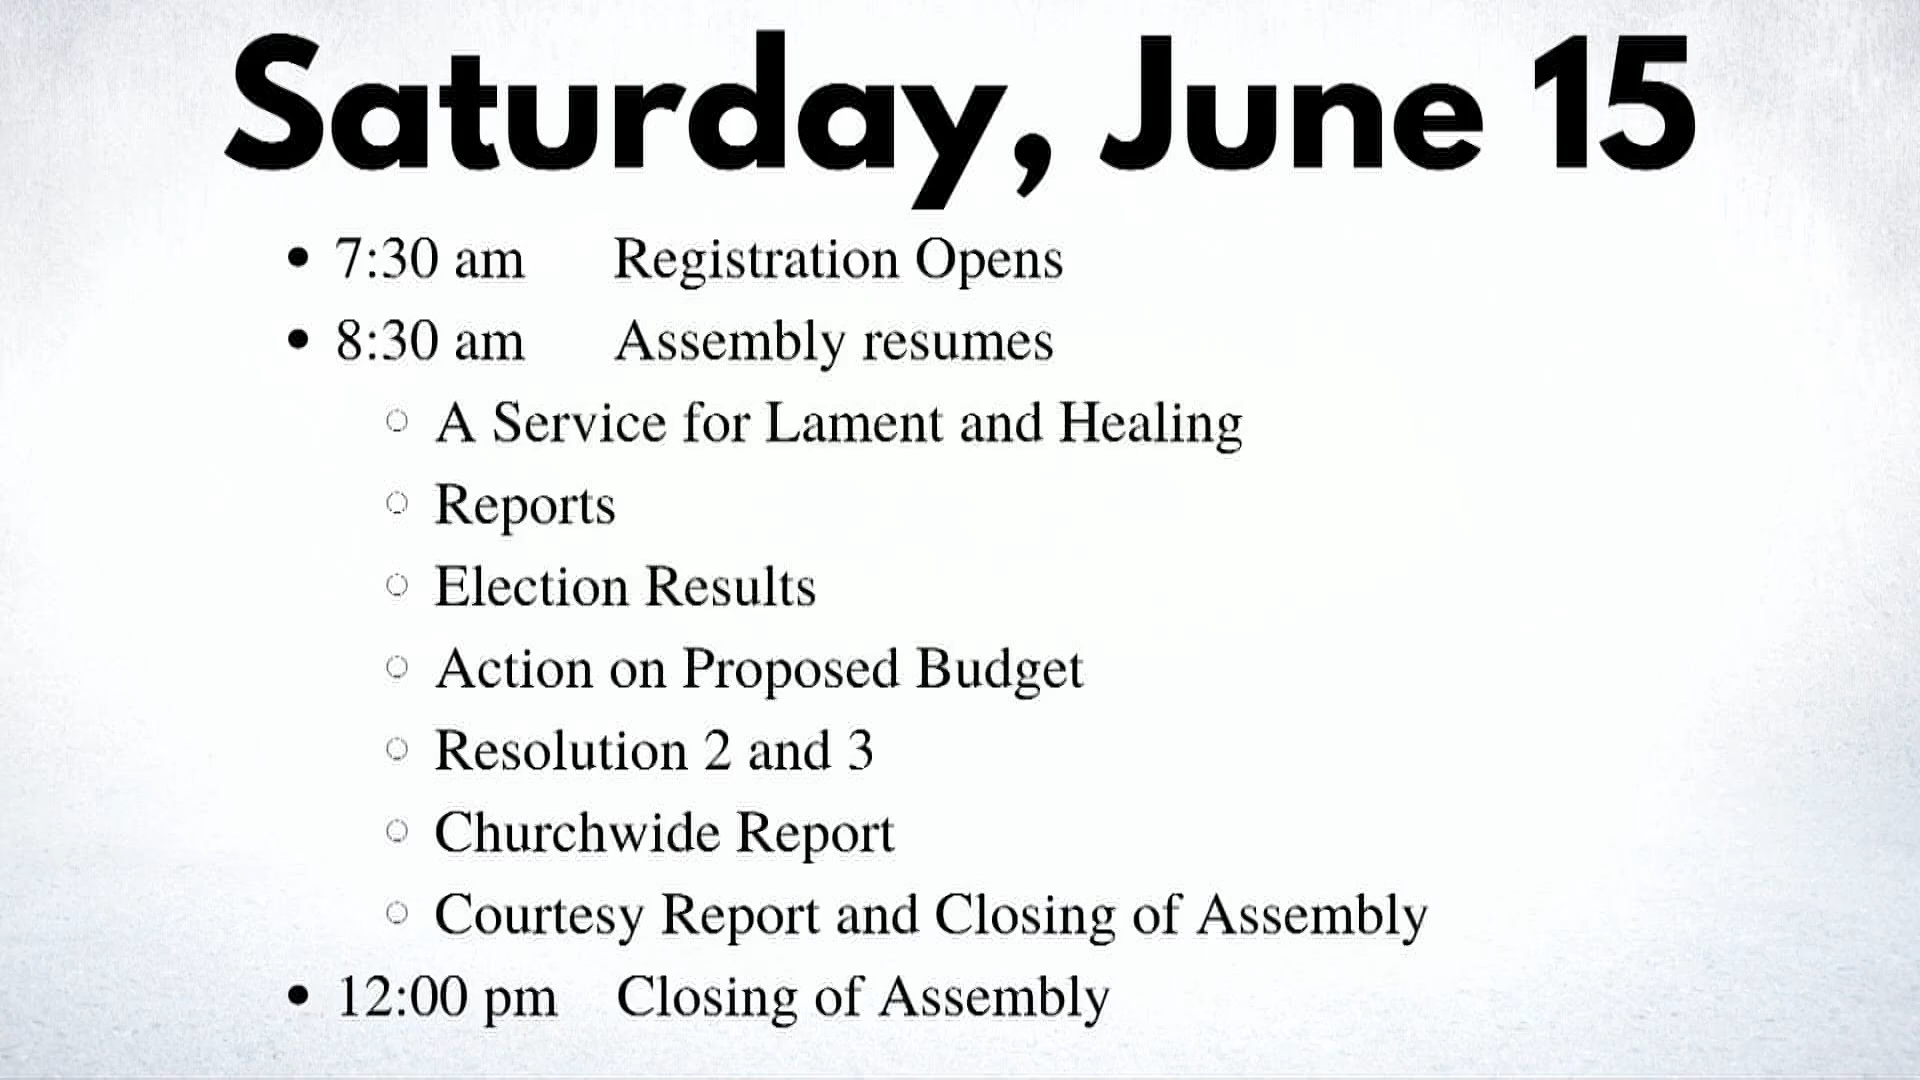 Saturday, June 15
• 7:30 am Registration Opens
• 8:30 am Assembly resumes
○ A Service for Lament and Healing
○ Reports
○ Election Results
○ Action on Proposed Budget
○ Resolution 2 and 3
○ Churchwide Report
○ Courtesy Report and Closing of Assembly
• 12:00 pm Closing of Assembly